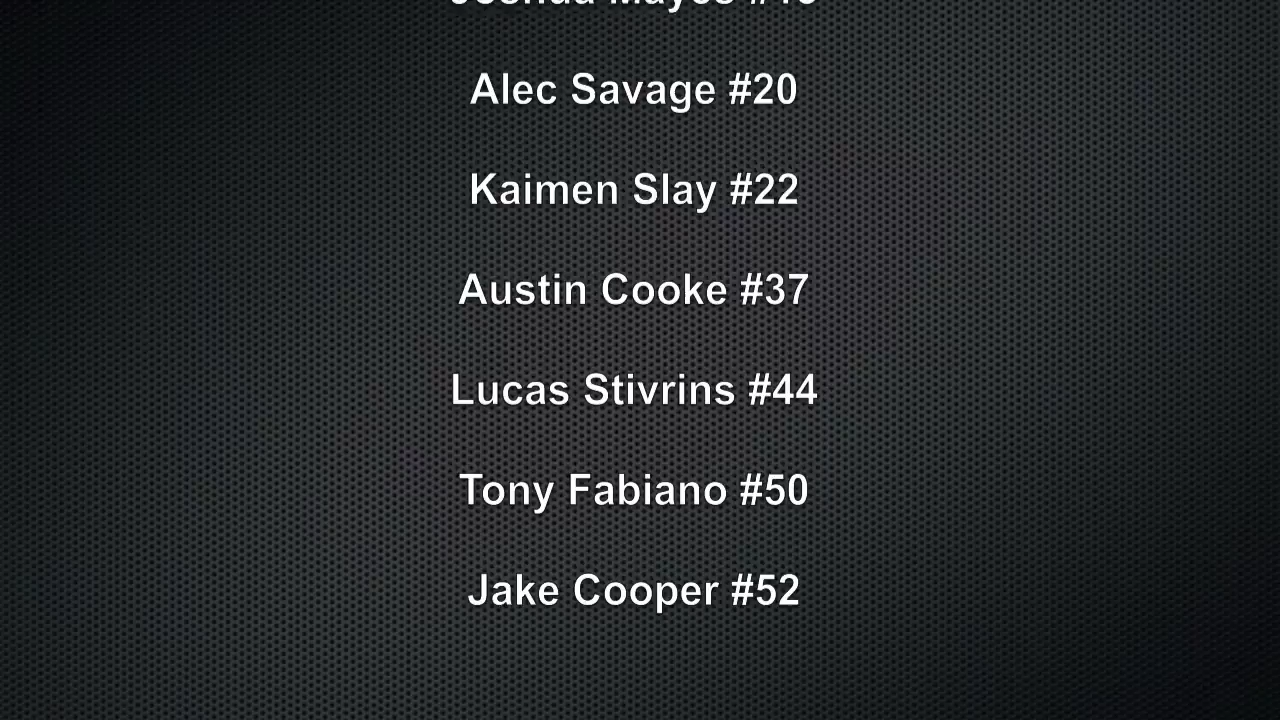 Alec Savage #20
Kaimen Slay #22
Austin Cooke #37
Lucas Stivrins #44
Tony Fabiano #50
Jake Cooper #52